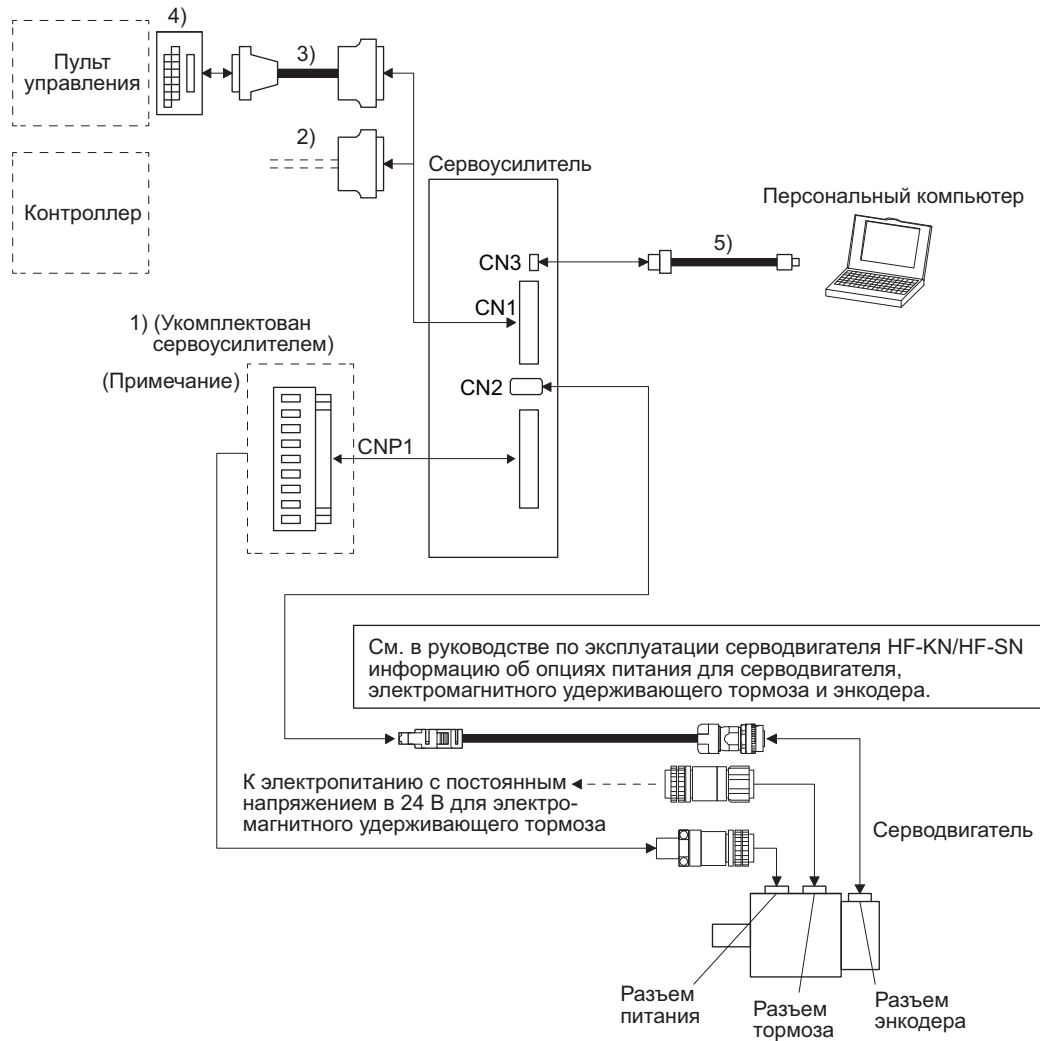 4)
Пульт
управления
3)
2)
Контроллер
Сервоусилитель
Персональный компьютер
5)
CN3
CN1
1) (Укомплектован
сервоусилителем)
(Примечание)
CN2
CNP1
См. в руководстве по эксплуатации серводвигателя HF-KN/HF-SN
информацию об опциях питания для серводвигателя,
электромагнитного удерживающего тормоза и энкодера.
К электропитанию с постоянным
напряжением в 24 В для электро-
магнитного удерживающего тормоза
Серводвигатель
Разъем
питания
Разъем
тормоза
Разъем
энкодера